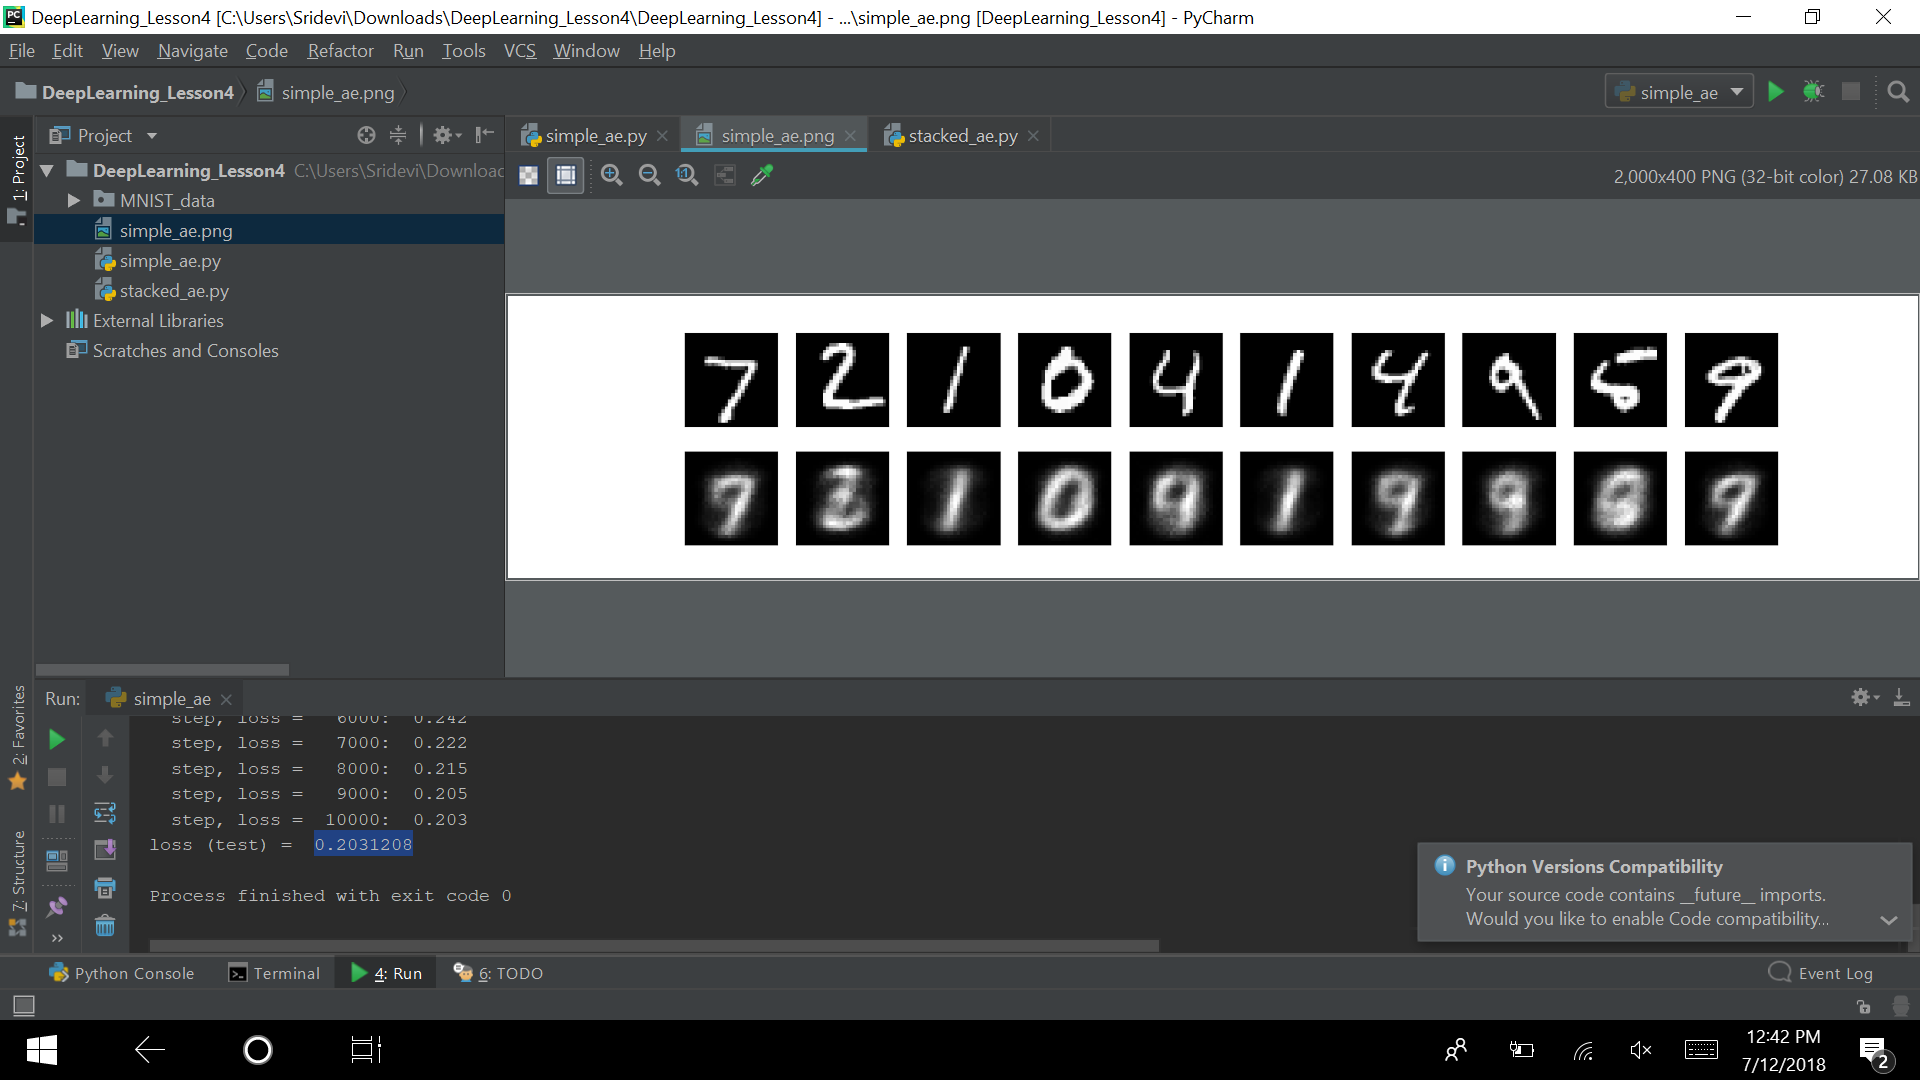 DeepLearning_Lesson4 [C:\Users\Sridevi\Downloads\DeepLearning_Lesson4\DeepLearning_Lesson4] - ...\simple_ae.png [DeepLearning_Lesson4] - PyCharm
File Edit View Navigate Code Refactor Run Tools VCS Window Help
DeepLearning_Lesson4 simple_ae.png simple_ae
1: Project
Project
simple_ae.py simple_ae.png stacked_ae.py
DeepLearning_Lesson4 C:\Users\Sridevi\Downloac
2,000x400 PNG (32-bit color) 27.08 KB
MNIST_data
simple_ae.png
simple_ae.py
stacked_ae.py
External Libraries
Scratches and Consoles
7 2 1 0 4 1 4 9 5 9
2: Favorites
7: Structure
Run: simple_ae
step, loss = 6000: 0.242
step, loss = 7000: 0.222
step, loss = 8000: 0.215
step, loss = 9000: 0.205
step, loss = 10000: 0.203
loss (test) = 0.2031208
Process finished with exit code 0
Python Versions Compatibility
Your source code contains __future__ imports.
Would you like to enable Code compatibility...
Python Console Terminal 4: Run 6: TODO Event Log
12:42 PM
7/12/2018
2